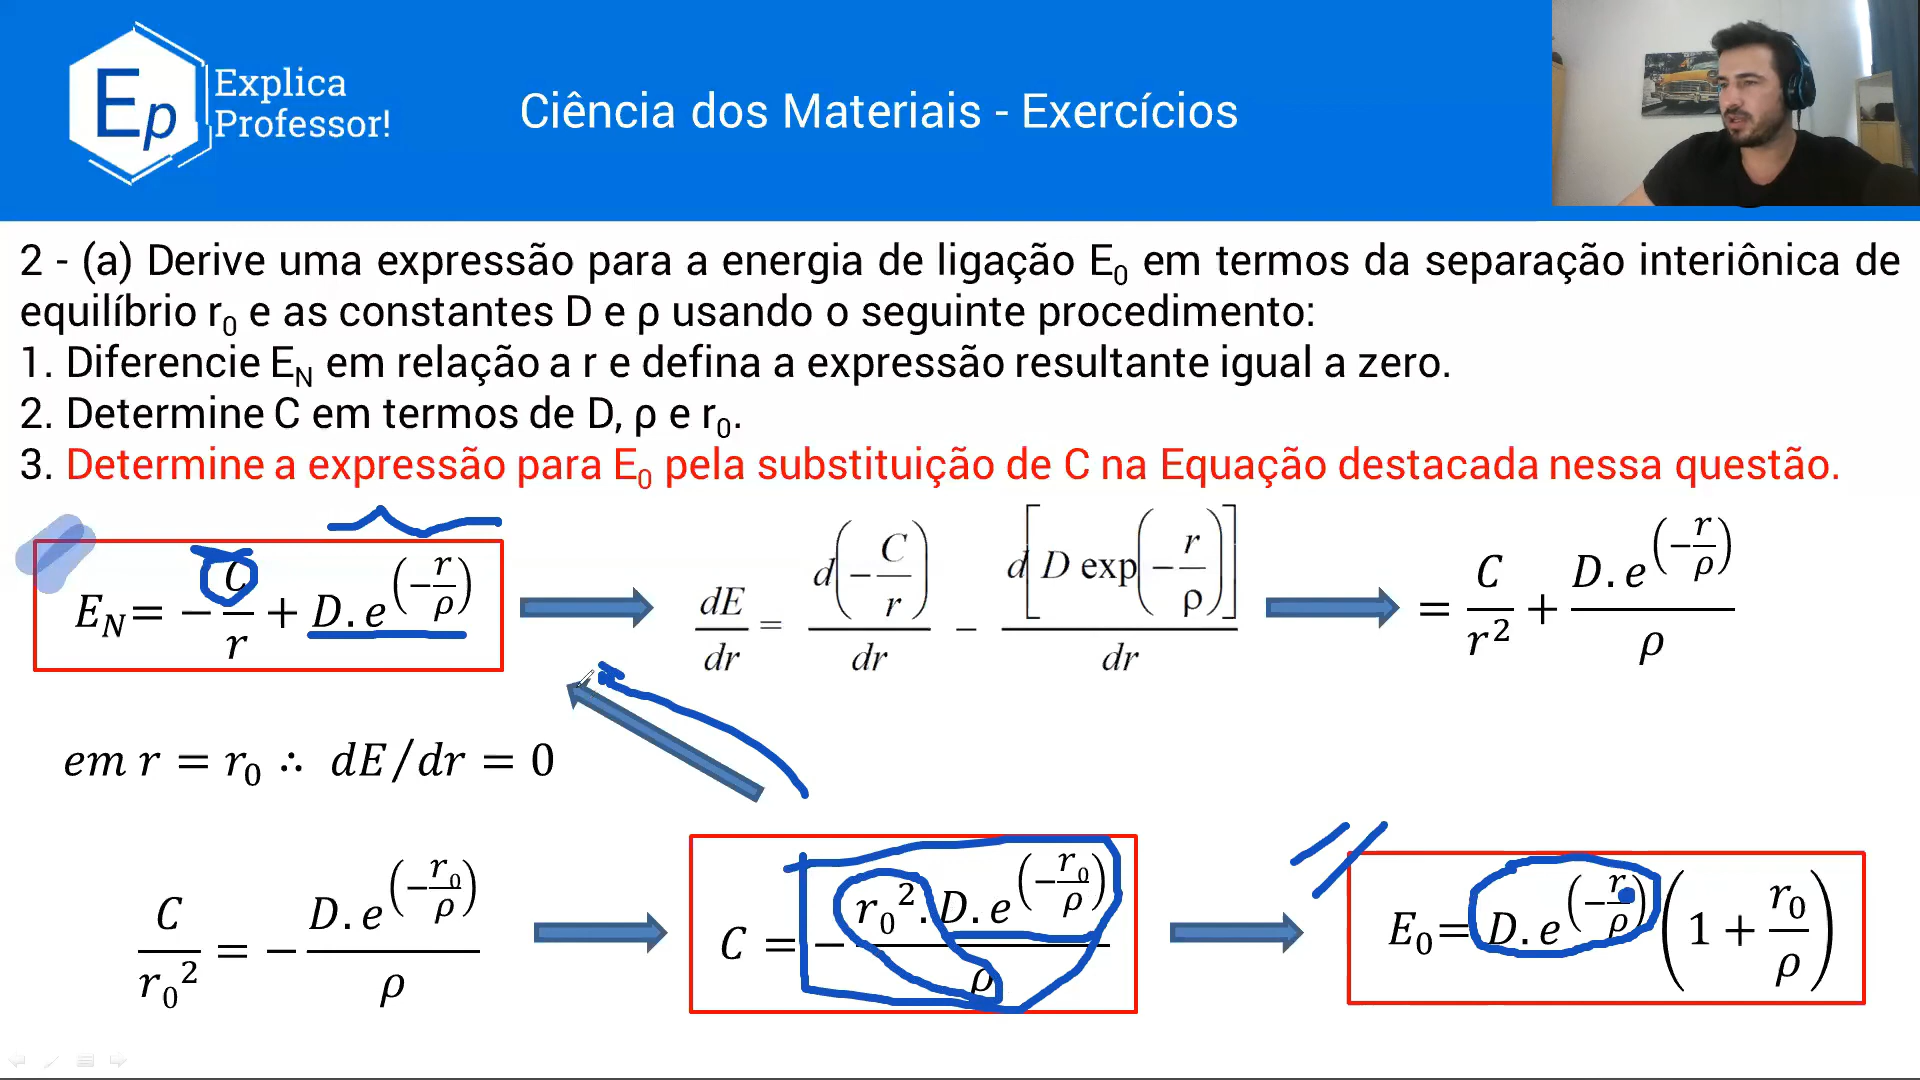 Ep Explica
Professor!
Ciência dos Materiais - Exercícios
2 - (a) Derive uma expressão para a energia de ligação E₀ em termos da separação interiônica de
equilíbrio r₀ e as constantes D e ρ usando o seguinte procedimento:
1. Diferencie E_N em relação a r e defina a expressão resultante igual a zero.
2. Determine C em termos de D, ρ e r₀.
3. Determine a expressão para E₀ pela substituição de C na Equação destacada nessa questão.
E_N= −C/r + D.e^(−r/ρ)
dE/dr = d(−C/r)/dr − d[D exp(−r/ρ)]/dr
= C/r² + D.e^(−r/ρ)/ρ
em r = r₀ ∴ dE/dr = 0
C/r₀² = −D.e^(−r₀/ρ)/ρ
C = −r₀².D.e^(−r₀/ρ)/ρ
E₀= D.e^(−r/ρ)(1 + r₀/ρ)